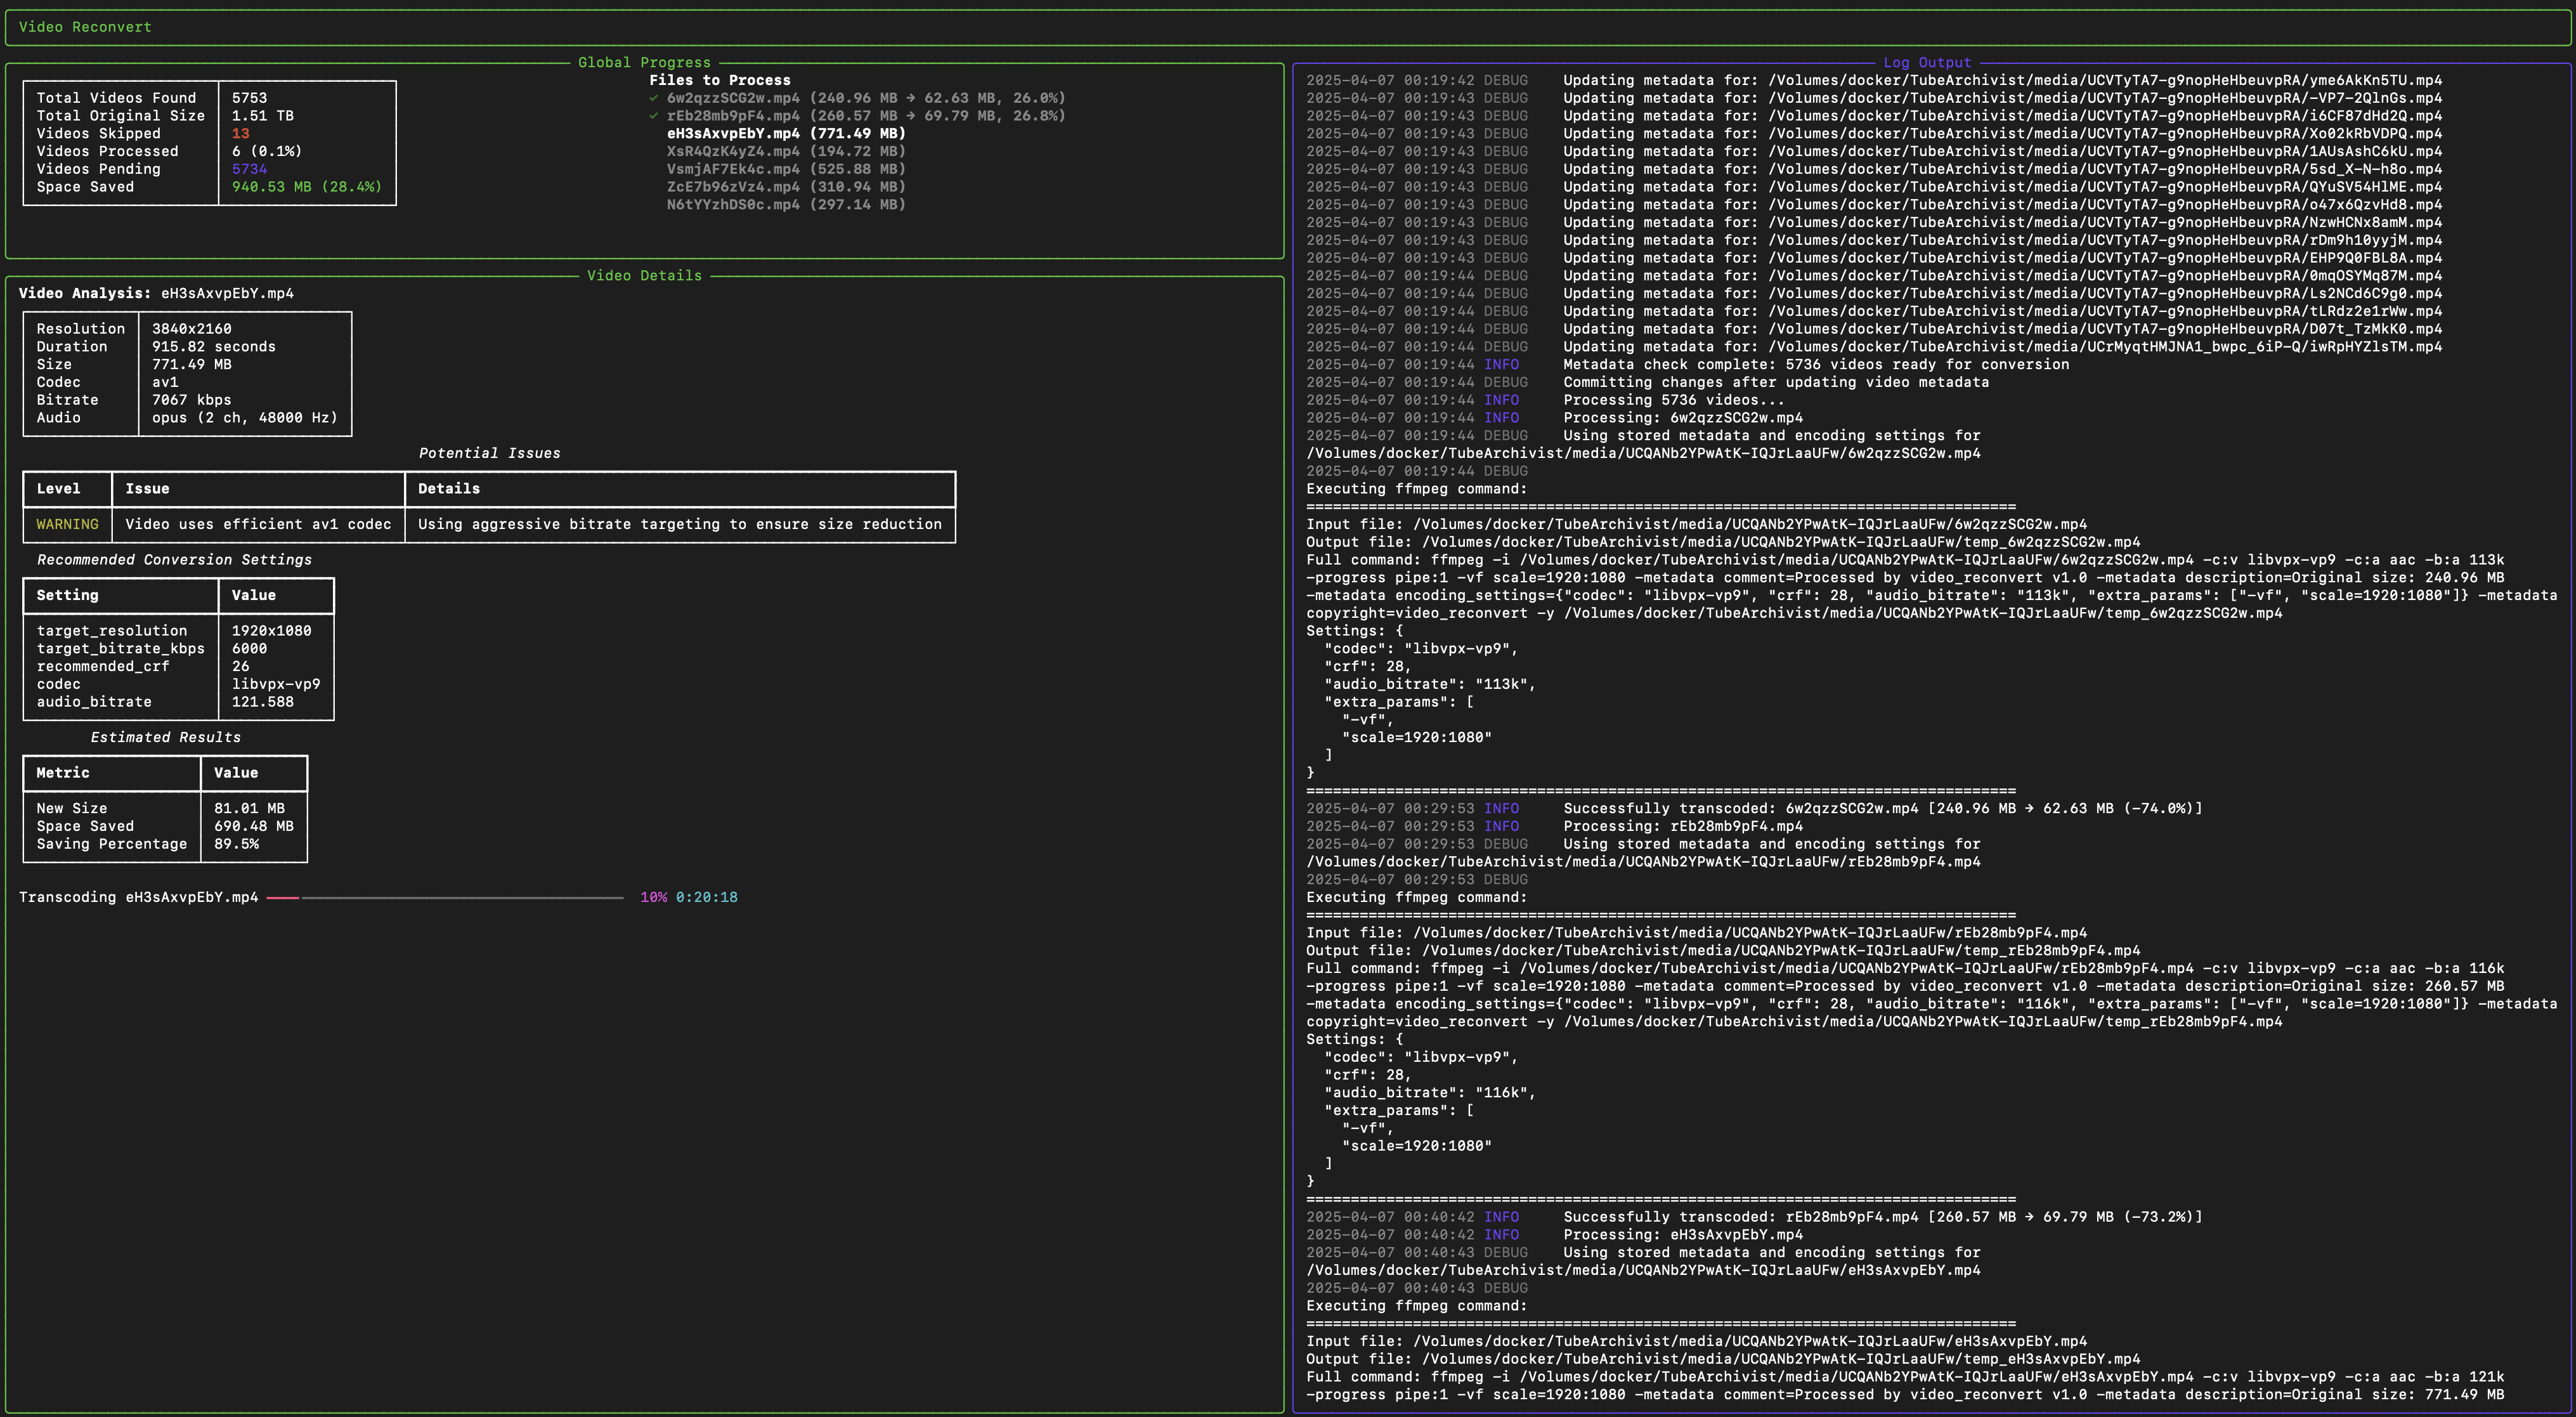 Video Reconvert
Global Progress
Total Videos Found 5753
Total Original Size 1.51 TB
Videos Skipped 13
Videos Processed 6 (0.1%)
Videos Pending 5734
Space Saved 940.53 MB (28.4%)
Files to Process
✓ 6w2qzzSCG2w.mp4 (240.96 MB → 62.63 MB, 26.0%)
✓ rEb28mb9pF4.mp4 (260.57 MB → 69.79 MB, 26.8%)
eH3sAxvpEbY.mp4 (771.49 MB)
XsR4QzK4yZ4.mp4 (194.72 MB)
VsmjAF7Ek4c.mp4 (525.88 MB)
ZcE7b96zVz4.mp4 (310.94 MB)
N6tYYzhDS0c.mp4 (297.14 MB)
Video Details
Video Analysis: eH3sAxvpEbY.mp4
Resolution 3840x2160
Duration 915.82 seconds
Size 771.49 MB
Codec av1
Bitrate 7067 kbps
Audio opus (2 ch, 48000 Hz)
Potential Issues
Level Issue Details
WARNING Video uses efficient av1 codec Using aggressive bitrate targeting to ensure size reduction
Recommended Conversion Settings
Setting Value
target_resolution 1920x1080
target_bitrate_kbps 6000
recommended_crf 26
codec libvpx-vp9
audio_bitrate 121.588
Estimated Results
Metric Value
New Size 81.01 MB
Space Saved 690.48 MB
Saving Percentage 89.5%
Transcoding eH3sAxvpEbY.mp4 10% 0:20:18
Log Output
2025-04-07 00:19:42 DEBUG Updating metadata for: /Volumes/docker/TubeArchivist/media/UCVTyTA7-g9nopHeHbeuvpRA/yme6AkKn5TU.mp4
2025-04-07 00:19:43 DEBUG Updating metadata for: /Volumes/docker/TubeArchivist/media/UCVTyTA7-g9nopHeHbeuvpRA/-VP7-2QlnGs.mp4
2025-04-07 00:19:43 DEBUG Updating metadata for: /Volumes/docker/TubeArchivist/media/UCVTyTA7-g9nopHeHbeuvpRA/i6CF87dHd2Q.mp4
2025-04-07 00:19:43 DEBUG Updating metadata for: /Volumes/docker/TubeArchivist/media/UCVTyTA7-g9nopHeHbeuvpRA/Xo02kRbVDPQ.mp4
2025-04-07 00:19:43 DEBUG Updating metadata for: /Volumes/docker/TubeArchivist/media/UCVTyTA7-g9nopHeHbeuvpRA/1AUsAshC6kU.mp4
2025-04-07 00:19:43 DEBUG Updating metadata for: /Volumes/docker/TubeArchivist/media/UCVTyTA7-g9nopHeHbeuvpRA/5sd_X-N-h8o.mp4
2025-04-07 00:19:43 DEBUG Updating metadata for: /Volumes/docker/TubeArchivist/media/UCVTyTA7-g9nopHeHbeuvpRA/QYuSV54HlME.mp4
2025-04-07 00:19:43 DEBUG Updating metadata for: /Volumes/docker/TubeArchivist/media/UCVTyTA7-g9nopHeHbeuvpRA/o47x6QzvHd8.mp4
2025-04-07 00:19:43 DEBUG Updating metadata for: /Volumes/docker/TubeArchivist/media/UCVTyTA7-g9nopHeHbeuvpRA/NzwHCNx8amM.mp4
2025-04-07 00:19:43 DEBUG Updating metadata for: /Volumes/docker/TubeArchivist/media/UCVTyTA7-g9nopHeHbeuvpRA/rDm9h10yyjM.mp4
2025-04-07 00:19:43 DEBUG Updating metadata for: /Volumes/docker/TubeArchivist/media/UCVTyTA7-g9nopHeHbeuvpRA/EHP9Q0FBL8A.mp4
2025-04-07 00:19:44 DEBUG Updating metadata for: /Volumes/docker/TubeArchivist/media/UCVTyTA7-g9nopHeHbeuvpRA/0mqOSYMq87M.mp4
2025-04-07 00:19:44 DEBUG Updating metadata for: /Volumes/docker/TubeArchivist/media/UCVTyTA7-g9nopHeHbeuvpRA/Ls2NCd6C9g0.mp4
2025-04-07 00:19:44 DEBUG Updating metadata for: /Volumes/docker/TubeArchivist/media/UCVTyTA7-g9nopHeHbeuvpRA/tLRdz2e1rWw.mp4
2025-04-07 00:19:44 DEBUG Updating metadata for: /Volumes/docker/TubeArchivist/media/UCVTyTA7-g9nopHeHbeuvpRA/D07t_TzMkK0.mp4
2025-04-07 00:19:44 DEBUG Updating metadata for: /Volumes/docker/TubeArchivist/media/UCrMyqtHMJNA1_bwpc_6iP-Q/iwRpHYZlsTM.mp4
2025-04-07 00:19:44 INFO Metadata check complete: 5736 videos ready for conversion
2025-04-07 00:19:44 DEBUG Committing changes after updating video metadata
2025-04-07 00:19:44 INFO Processing 5736 videos...
2025-04-07 00:19:44 INFO Processing: 6w2qzzSCG2w.mp4
2025-04-07 00:19:44 DEBUG Using stored metadata and encoding settings for
/Volumes/docker/TubeArchivist/media/UCQANb2YPwAtK-IQJrLaaUFw/6w2qzzSCG2w.mp4
2025-04-07 00:19:44 DEBUG
Executing ffmpeg command:
================================================================================
Input file: /Volumes/docker/TubeArchivist/media/UCQANb2YPwAtK-IQJrLaaUFw/6w2qzzSCG2w.mp4
Output file: /Volumes/docker/TubeArchivist/media/UCQANb2YPwAtK-IQJrLaaUFw/temp_6w2qzzSCG2w.mp4
Full command: ffmpeg -i /Volumes/docker/TubeArchivist/media/UCQANb2YPwAtK-IQJrLaaUFw/6w2qzzSCG2w.mp4 -c:v libvpx-vp9 -c:a aac -b:a 113k
-progress pipe:1 -vf scale=1920:1080 -metadata comment=Processed by video_reconvert v1.0 -metadata description=Original size: 240.96 MB
-metadata encoding_settings={"codec": "libvpx-vp9", "crf": 28, "audio_bitrate": "113k", "extra_params": ["-vf", "scale=1920:1080"]} -metadata
copyright=video_reconvert -y /Volumes/docker/TubeArchivist/media/UCQANb2YPwAtK-IQJrLaaUFw/temp_6w2qzzSCG2w.mp4
Settings: {
"codec": "libvpx-vp9",
"crf": 28,
"audio_bitrate": "113k",
"extra_params": [
"-vf",
"scale=1920:1080"
]
}
================================================================================
2025-04-07 00:29:53 INFO Successfully transcoded: 6w2qzzSCG2w.mp4 [240.96 MB → 62.63 MB (-74.0%)]
2025-04-07 00:29:53 INFO Processing: rEb28mb9pF4.mp4
2025-04-07 00:29:53 DEBUG Using stored metadata and encoding settings for
/Volumes/docker/TubeArchivist/media/UCQANb2YPwAtK-IQJrLaaUFw/rEb28mb9pF4.mp4
2025-04-07 00:29:53 DEBUG
Executing ffmpeg command:
================================================================================
Input file: /Volumes/docker/TubeArchivist/media/UCQANb2YPwAtK-IQJrLaaUFw/rEb28mb9pF4.mp4
Output file: /Volumes/docker/TubeArchivist/media/UCQANb2YPwAtK-IQJrLaaUFw/temp_rEb28mb9pF4.mp4
Full command: ffmpeg -i /Volumes/docker/TubeArchivist/media/UCQANb2YPwAtK-IQJrLaaUFw/rEb28mb9pF4.mp4 -c:v libvpx-vp9 -c:a aac -b:a 116k
-progress pipe:1 -vf scale=1920:1080 -metadata comment=Processed by video_reconvert v1.0 -metadata description=Original size: 260.57 MB
-metadata encoding_settings={"codec": "libvpx-vp9", "crf": 28, "audio_bitrate": "116k", "extra_params": ["-vf", "scale=1920:1080"]} -metadata
copyright=video_reconvert -y /Volumes/docker/TubeArchivist/media/UCQANb2YPwAtK-IQJrLaaUFw/temp_rEb28mb9pF4.mp4
Settings: {
"codec": "libvpx-vp9",
"crf": 28,
"audio_bitrate": "116k",
"extra_params": [
"-vf",
"scale=1920:1080"
]
}
================================================================================
2025-04-07 00:40:42 INFO Successfully transcoded: rEb28mb9pF4.mp4 [260.57 MB → 69.79 MB (-73.2%)]
2025-04-07 00:40:42 INFO Processing: eH3sAxvpEbY.mp4
2025-04-07 00:40:43 DEBUG Using stored metadata and encoding settings for
/Volumes/docker/TubeArchivist/media/UCQANb2YPwAtK-IQJrLaaUFw/eH3sAxvpEbY.mp4
2025-04-07 00:40:43 DEBUG
Executing ffmpeg command:
================================================================================
Input file: /Volumes/docker/TubeArchivist/media/UCQANb2YPwAtK-IQJrLaaUFw/eH3sAxvpEbY.mp4
Output file: /Volumes/docker/TubeArchivist/media/UCQANb2YPwAtK-IQJrLaaUFw/temp_eH3sAxvpEbY.mp4
Full command: ffmpeg -i /Volumes/docker/TubeArchivist/media/UCQANb2YPwAtK-IQJrLaaUFw/eH3sAxvpEbY.mp4 -c:v libvpx-vp9 -c:a aac -b:a 121k
-progress pipe:1 -vf scale=1920:1080 -metadata comment=Processed by video_reconvert v1.0 -metadata description=Original size: 771.49 MB